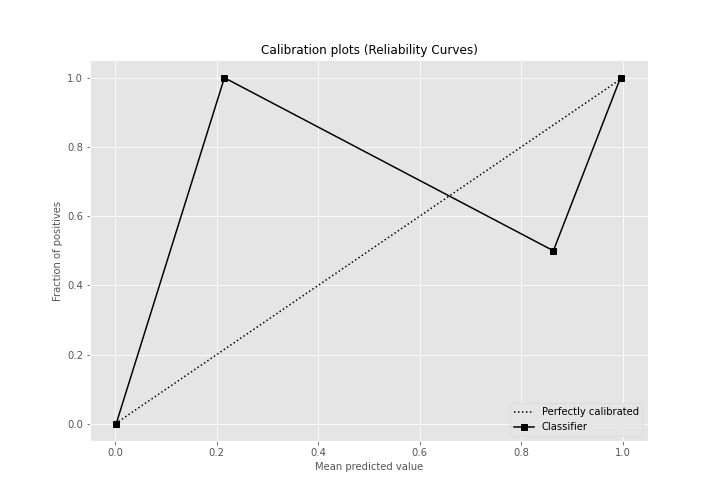 Calibration plots (Reliability Curves)
Fraction of positives
1.0
0.8
0.6
0.4
0.2
0.0
0.0 0.2 0.4 0.6 0.8 1.0
Mean predicted value
Perfectly calibrated
Classifier